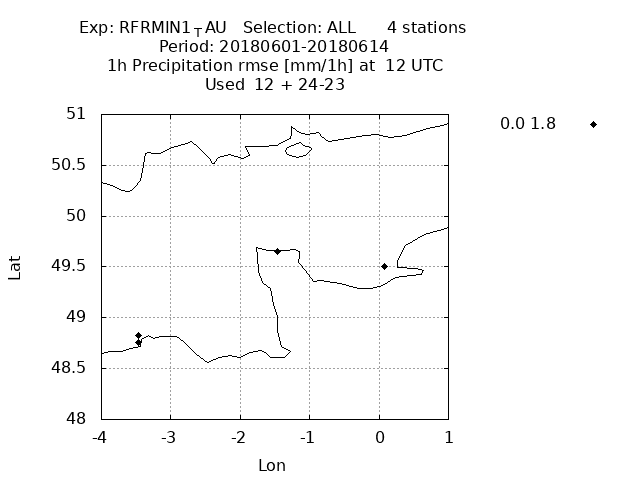 Exp: RFRMIN1_TAU   Selection: ALL      4 stations
Period: 20180601-20180614
1h Precipitation rmse [mm/1h] at  12 UTC
Used  12 + 24-23
0.0 1.8
51
50.5
50
49.5
49
48.5
48
Lat
-4 -3 -2 -1 0 1
Lon